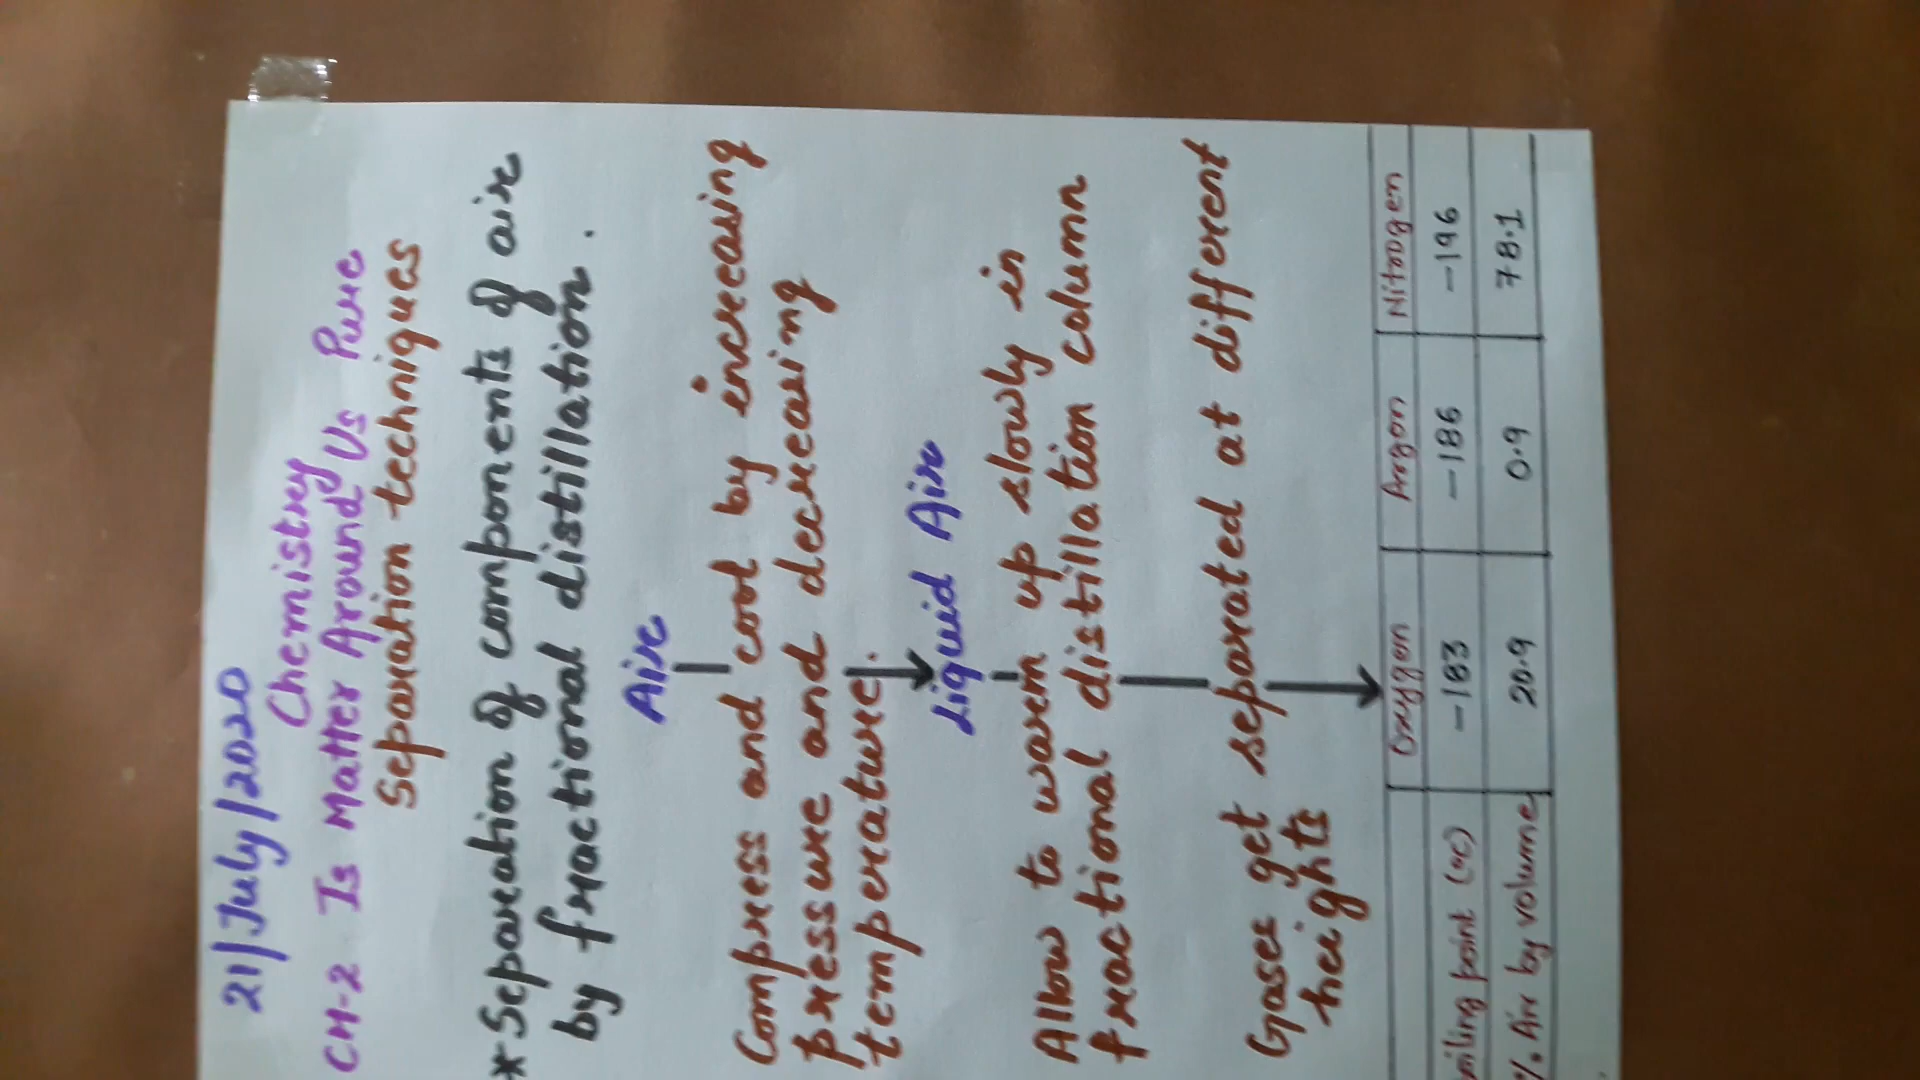 21/July/2020
Chemistry
CH-2 Is Matter Around Us Pure
Separation techniques
*Separation of components of air
by fractional distillation.
Air
Compress and cool by increasing
pressure and decreasing
temperature.
Liquid Air
Allow to warm up slowly in
fractional distillation column
Gases get separated at different
heights
Oxygen Argon Nitrogen
oiling point (°C) -183 -186 -196
%. Air by volume 20.9 0.9 78.1